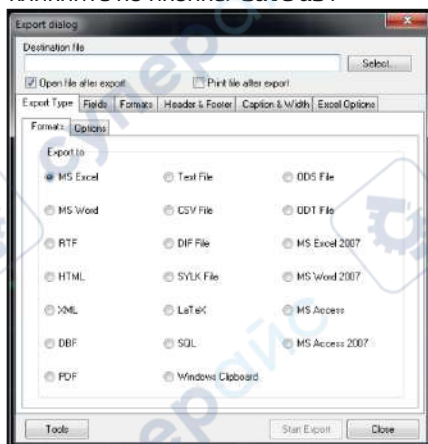 Export dialog
Destination file
Select...
Open file after export
Print file after export
Export Type Fields Formats Header & Footer Caption & Width Excel Options
Formats Options
Export to
MS Excel Text File ODS File
MS Word CSV File ODT File
RTF DIF File MS Excel 2007
HTML SYLK File MS Word 2007
XML LaTeX MS Access
DBF SQL MS Access 2007
PDF Windows Clipboard
Tools Start Export Close